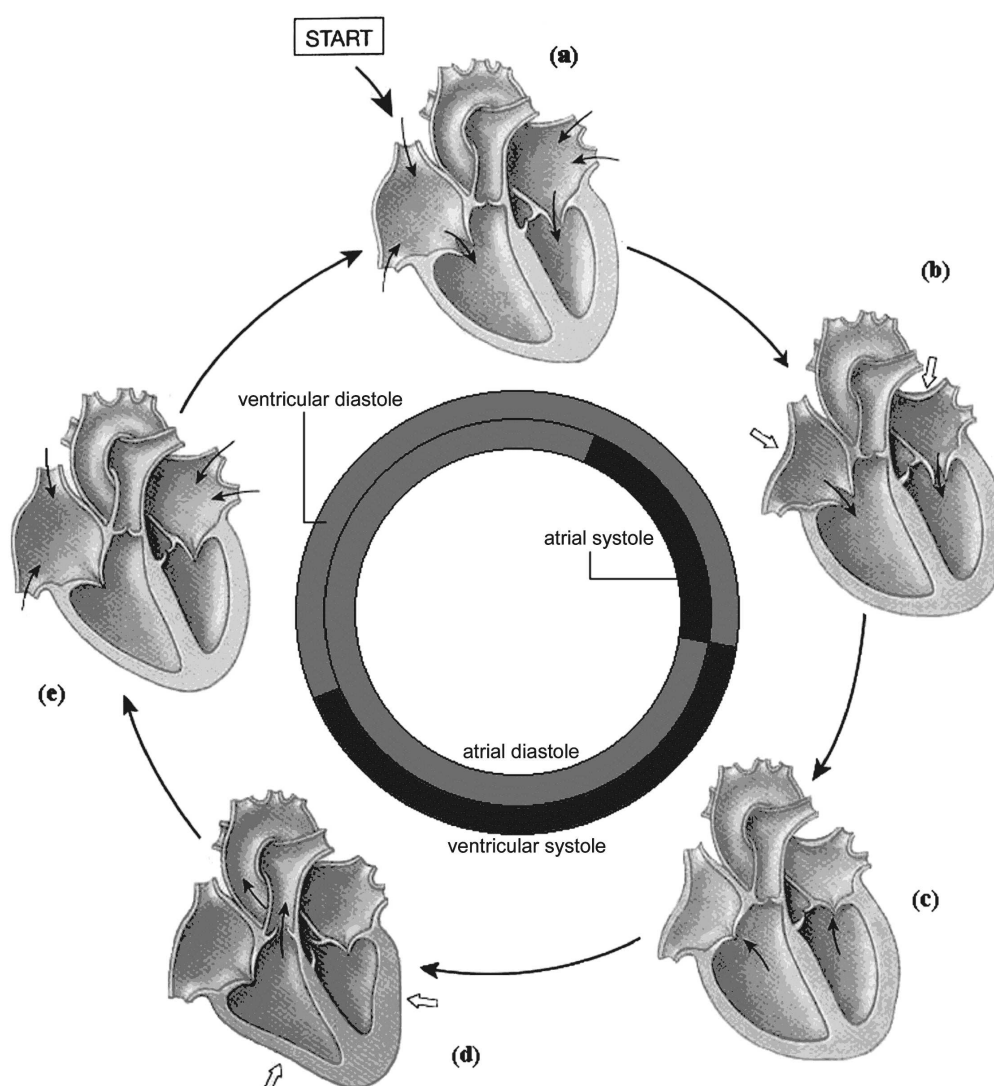 START
(a)
(b)
ventricular diastole
atrial systole
(e)
atrial diastole
ventricular systole
(c)
(d)